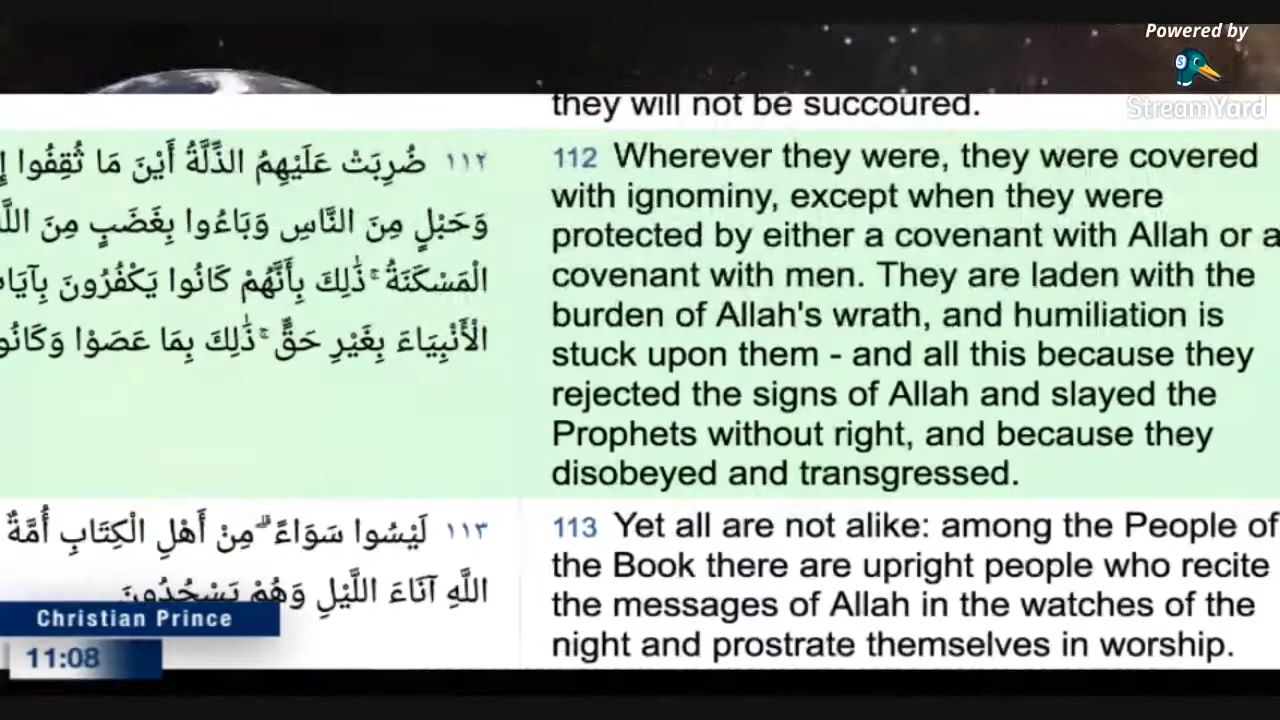 Powered by
StreamYard
they will not be succoured.
١١٢ ضُرِبَتْ عَلَيْهِمُ الذِّلَّةُ أَيْنَ مَا ثُقِفُوا
وَحَبْلٍ مِنَ النَّاسِ وَبَاءُوا بِغَضَبٍ مِنَ
الْمَسْكَنَةُ ۚ ذَٰلِكَ بِأَنَّهُمْ كَانُوا يَكْفُرُونَ
الْأَنْبِيَاءَ بِغَيْرِ حَقٍّ ۚ ذَٰلِكَ بِمَا عَصَوْا
112 Wherever they were, they were covered
with ignominy, except when they were
protected by either a covenant with Allah or a
covenant with men. They are laden with the
burden of Allah's wrath, and humiliation is
stuck upon them - and all this because they
rejected the signs of Allah and slayed the
Prophets without right, and because they
disobeyed and transgressed.
١١٣ لَيْسُوا سَوَاءً ۗ مِنْ أَهْلِ الْكِتَابِ أُمَّةٌ
اللَّهِ آنَاءَ اللَّيْلِ وَهُمْ يَسْجُدُونَ
113 Yet all are not alike: among the People of
the Book there are upright people who recite
the messages of Allah in the watches of the
night and prostrate themselves in worship.
Christian Prince
11:08